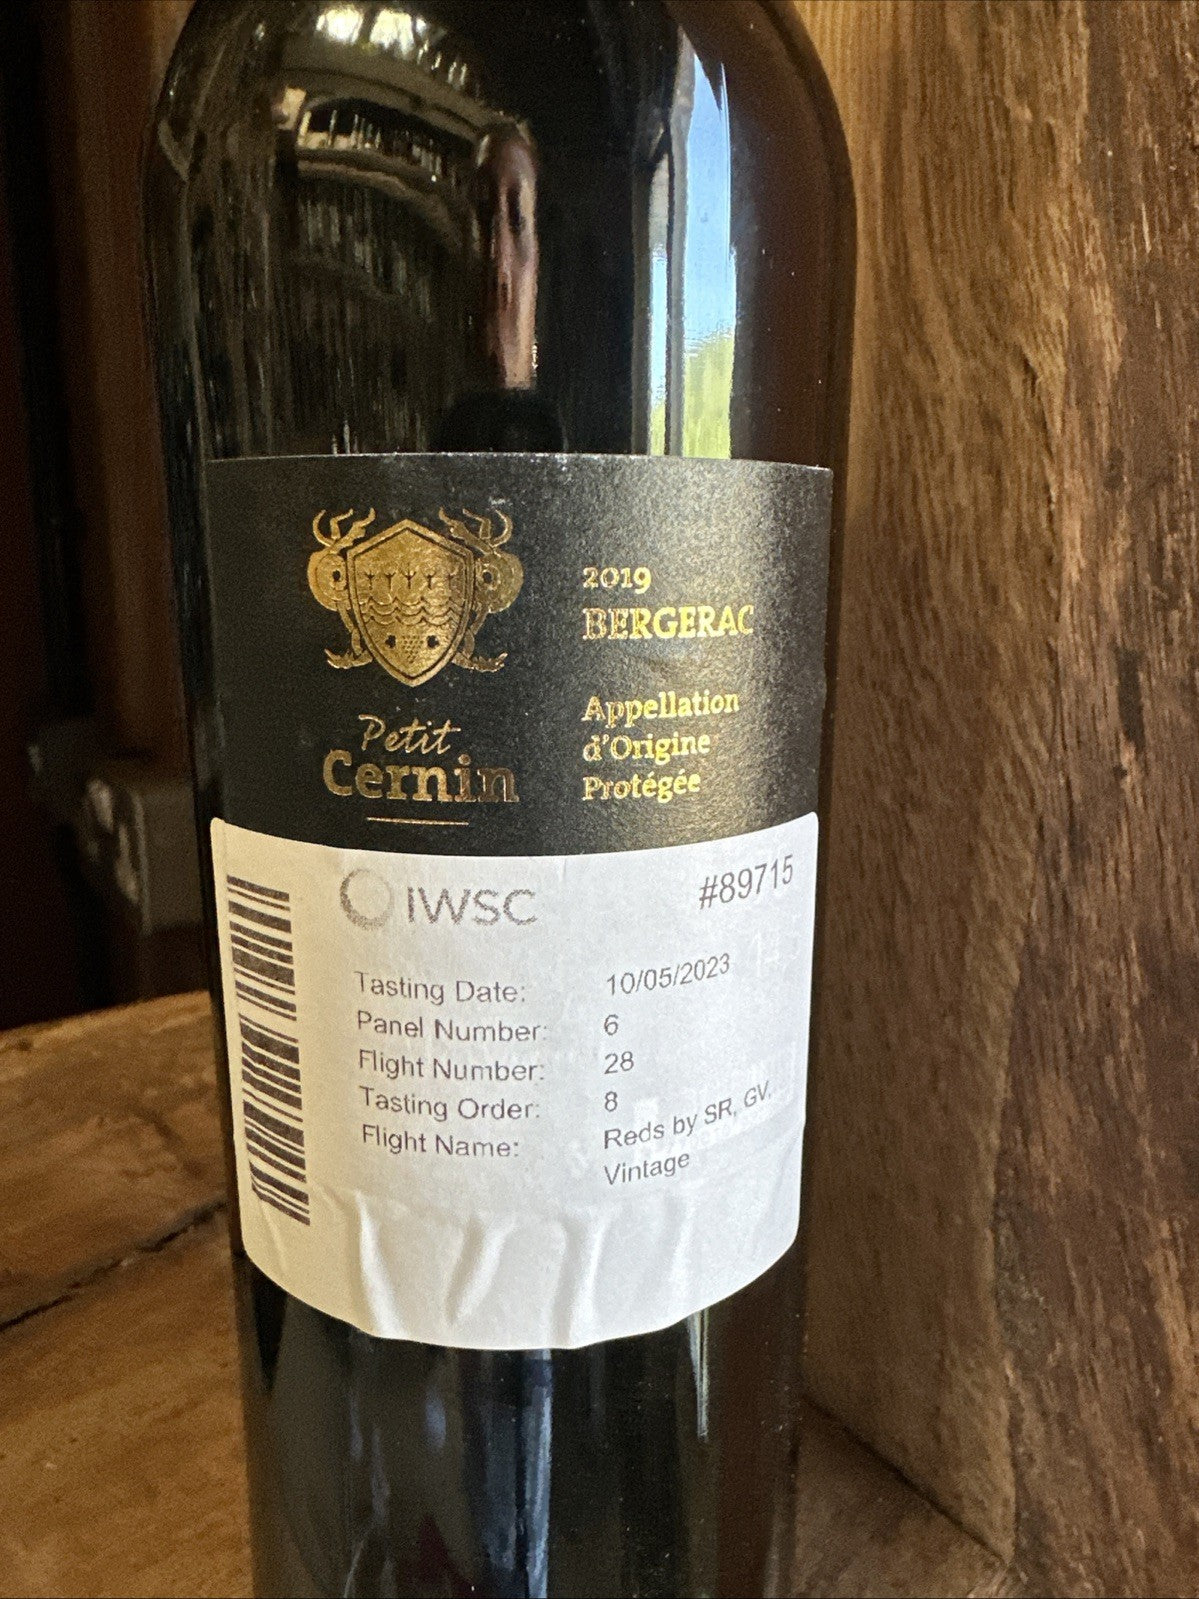 2019
BERGERAC
Appellation
d'Origine
Protégée
Petit
Cernin
IWSC
#89715
Tasting Date: 10/05/2023
Panel Number: 6
Flight Number: 28
Tasting Order: 8
Flight Name: Reds by SR, GV,
Vintage